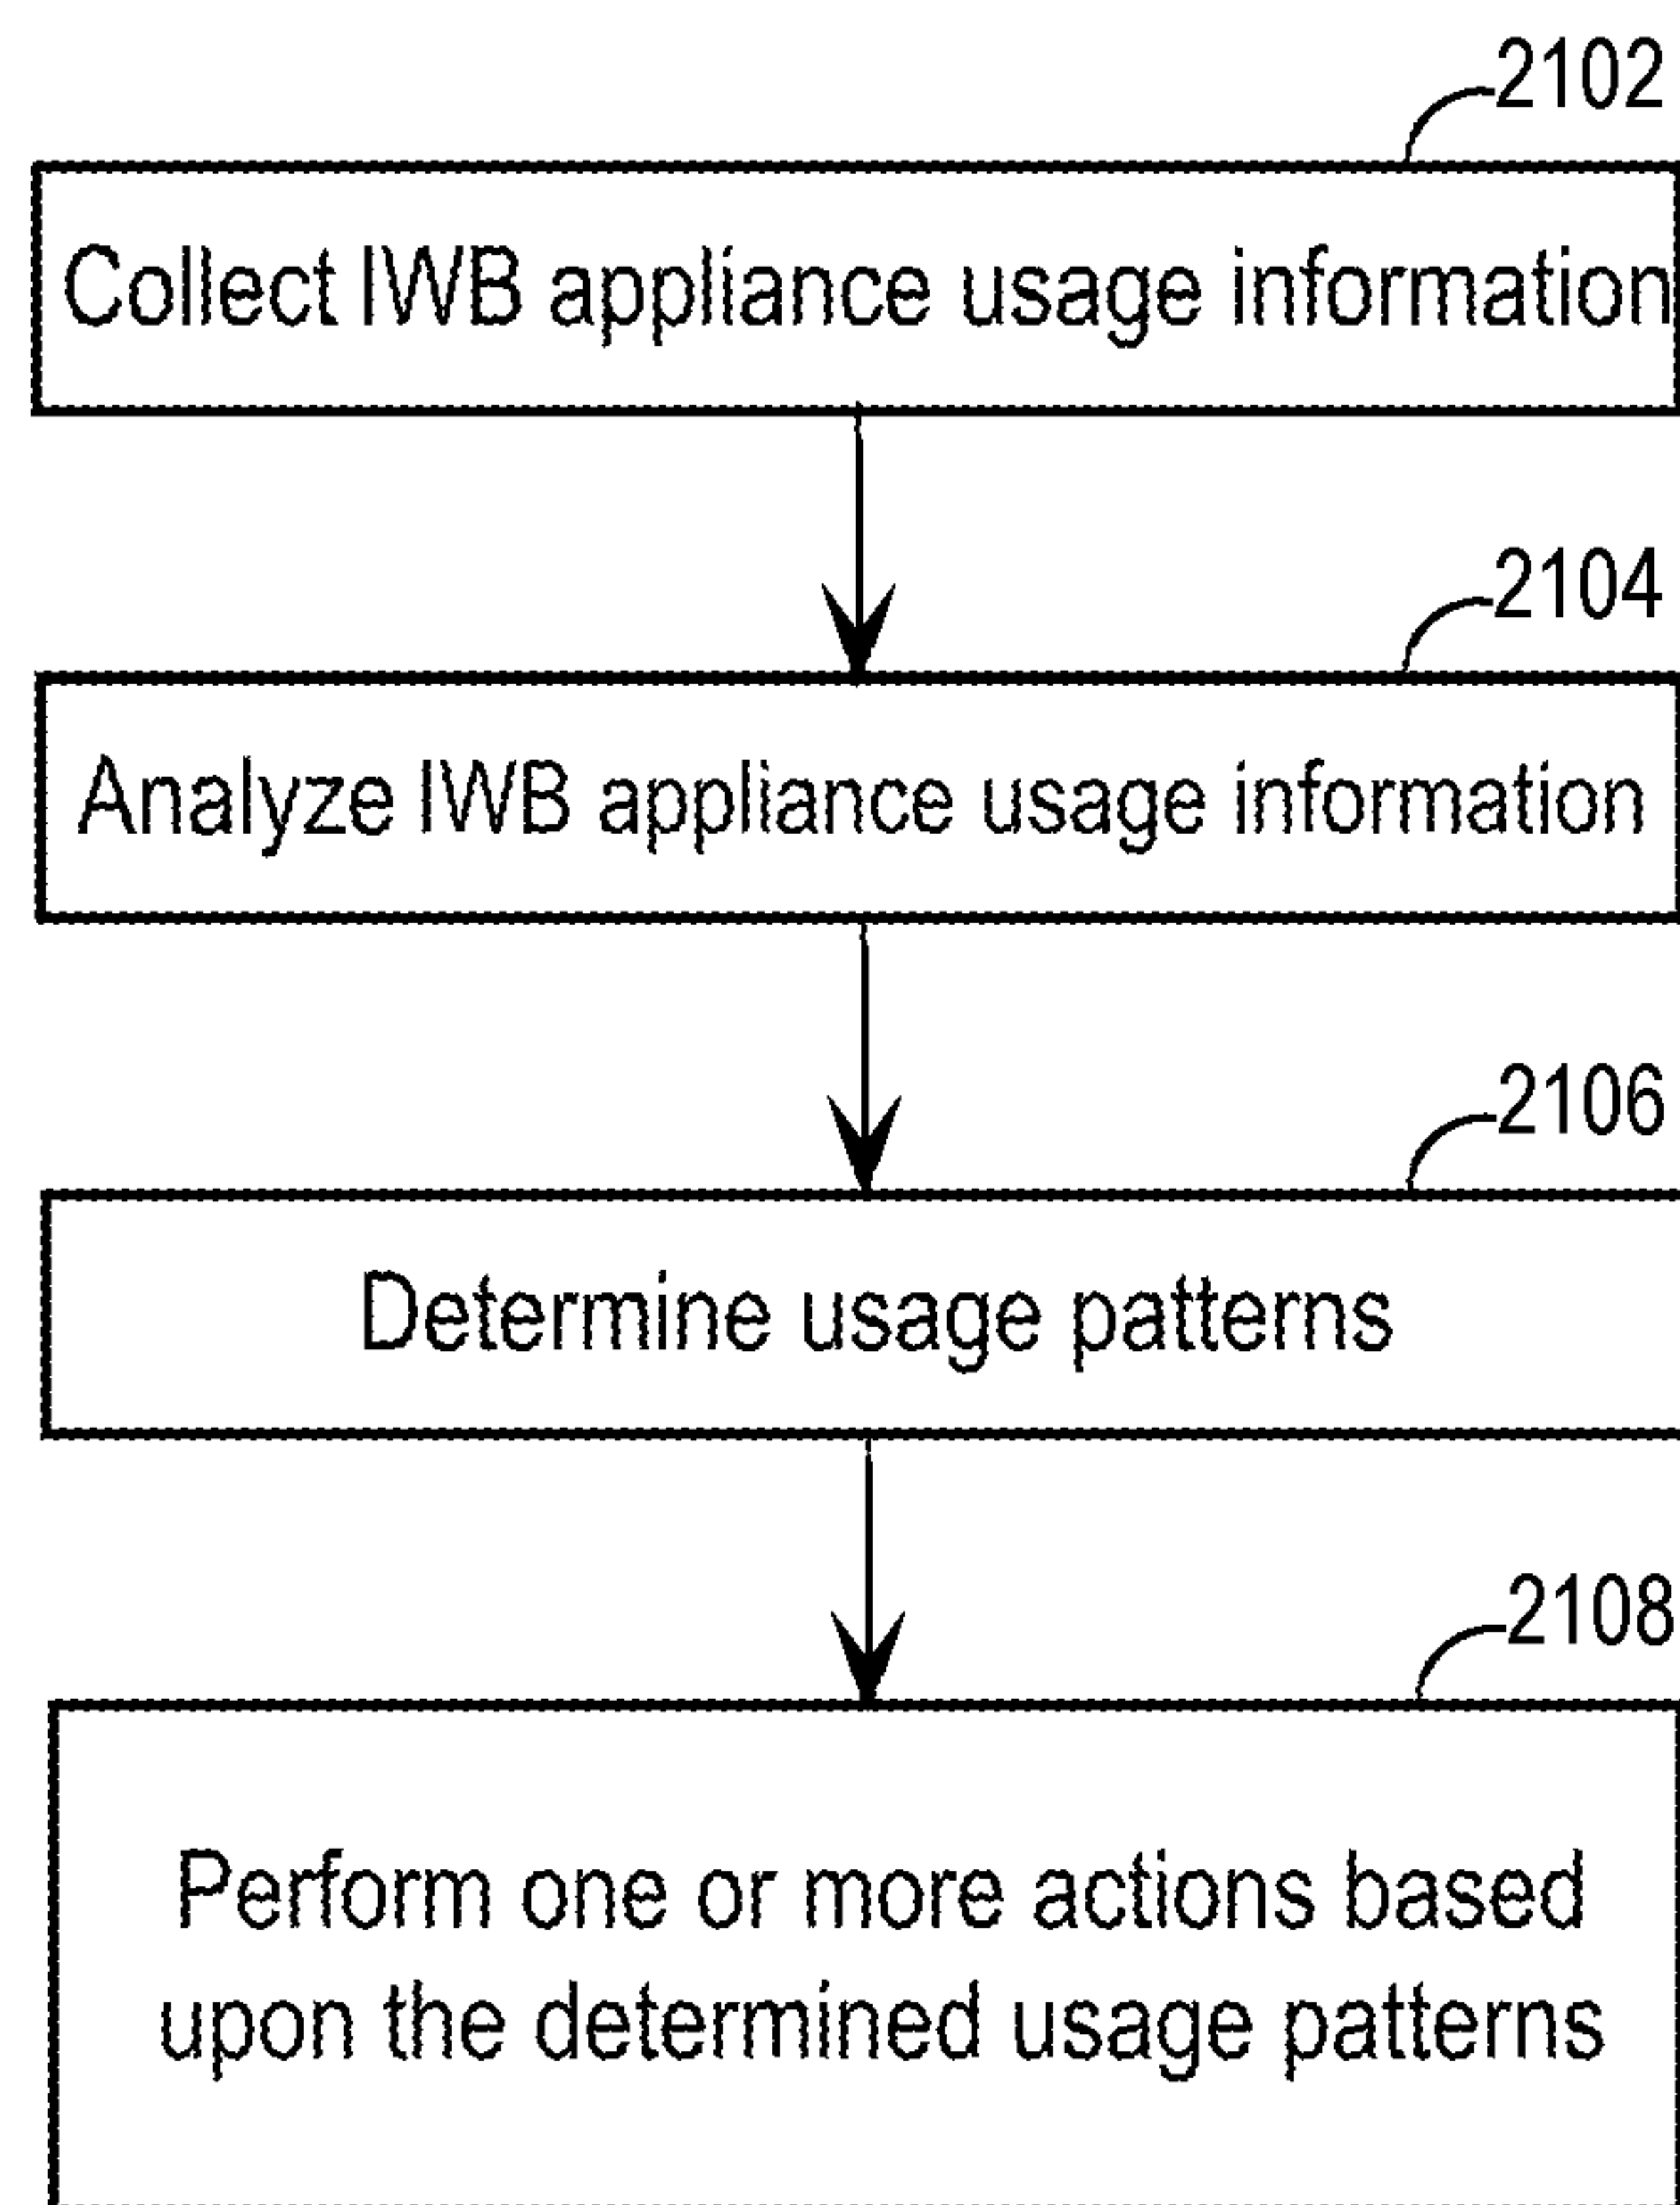 2102
Collect IWB appliance usage information
2104
Analyze IWB appliance usage information
2106
Determine usage patterns
2108
Perform one or more actions based
upon the determined usage patterns